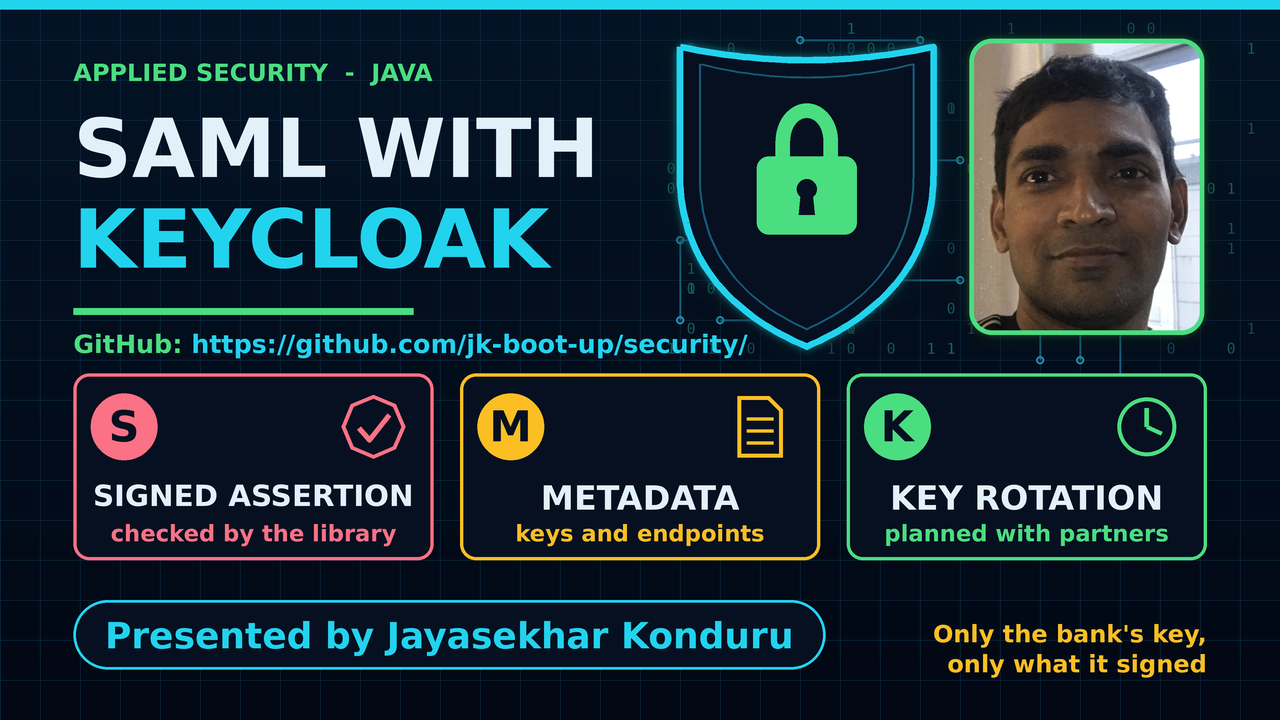 APPLIED SECURITY - JAVA
SAML WITH
KEYCLOAK
GitHub: https://github.com/jk-boot-up/security/
S
SIGNED ASSERTION
checked by the library
M
METADATA
keys and endpoints
K
KEY ROTATION
planned with partners
Presented by Jayasekhar Konduru
Only the bank's key,
only what it signed